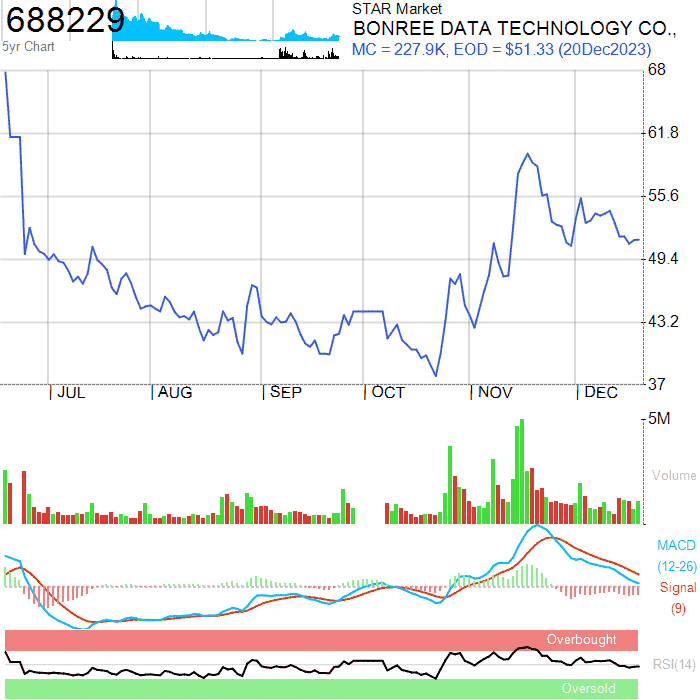 688229
5yr Chart
STAR Market
BONREE DATA TECHNOLOGY CO.,
MC = 227.9K, EOD = $51.33 (20Dec2023)
68
61.8
55.6
49.4
43.2
37
JUL
AUG
SEP
OCT
NOV
DEC
5M
Volume
MACD
(12-26)
Signal
(9)
Overbought
RSI(14)
Oversold